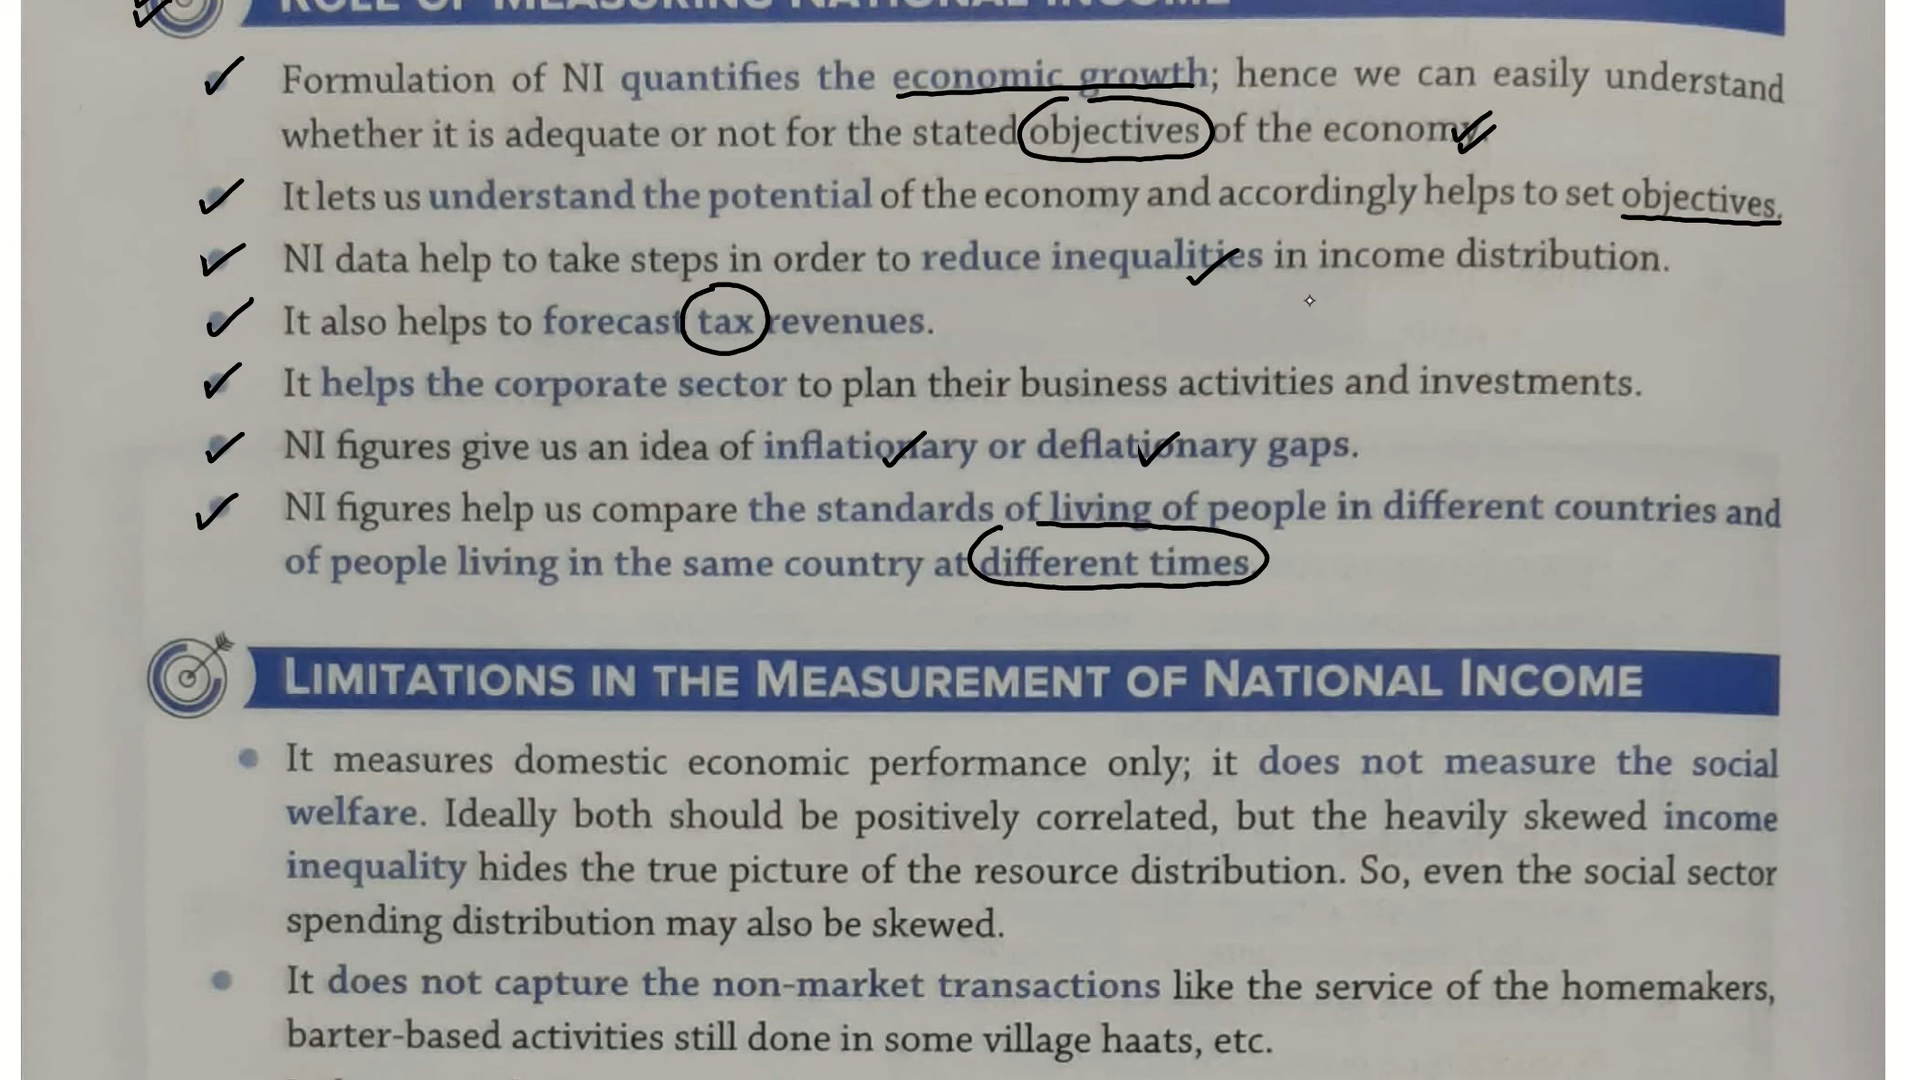 ROLE OF MEASURING NATIONAL INCOME
Formulation of NI quantifies the economic growth; hence we can easily understand
whether it is adequate or not for the stated objectives of the economy.
It lets us understand the potential of the economy and accordingly helps to set objectives.
NI data help to take steps in order to reduce inequalities in income distribution.
It also helps to forecast tax revenues.
It helps the corporate sector to plan their business activities and investments.
NI figures give us an idea of inflationary or deflationary gaps.
NI figures help us compare the standards of living of people in different countries and
of people living in the same country at different times.
LIMITATIONS IN THE MEASUREMENT OF NATIONAL INCOME
It measures domestic economic performance only; it does not measure the social
welfare. Ideally both should be positively correlated, but the heavily skewed income
inequality hides the true picture of the resource distribution. So, even the social sector
spending distribution may also be skewed.
It does not capture the non-market transactions like the service of the homemakers,
barter-based activities still done in some village haats, etc.